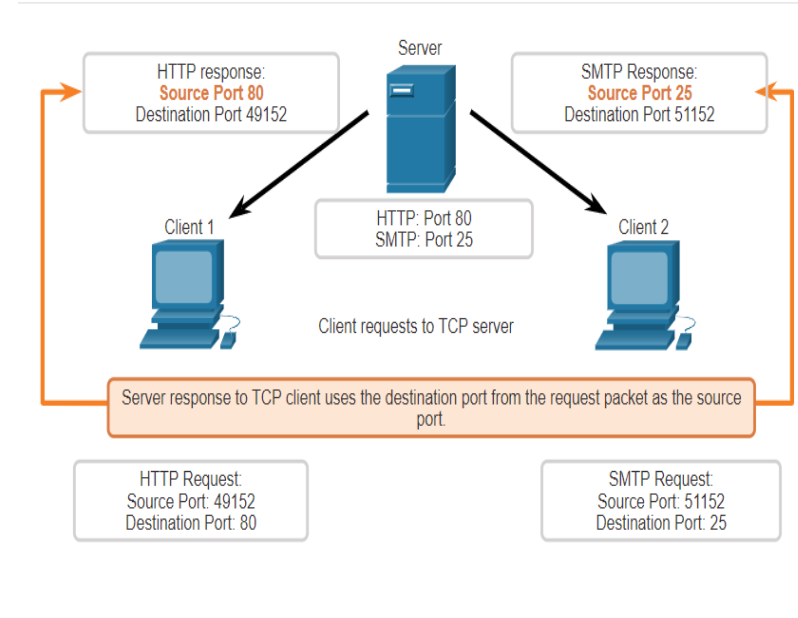 Server
HTTP response:
Source Port 80
Destination Port 49152
SMTP Response:
Source Port 25
Destination Port 51152
HTTP: Port 80
SMTP: Port 25
Client 1
Client 2
Client requests to TCP server
Server response to TCP client uses the destination port from the request packet as the source
port.
HTTP Request:
Source Port: 49152
Destination Port: 80
SMTP Request:
Source Port: 51152
Destination Port: 25